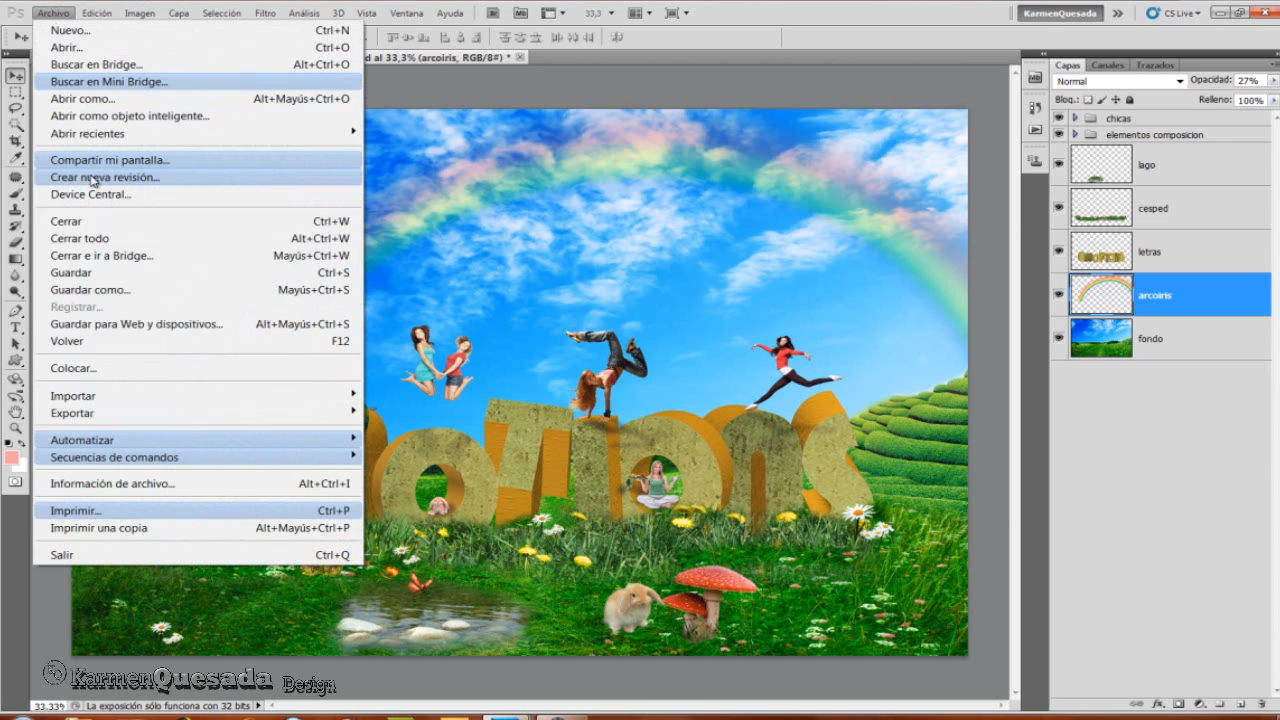 Ps Archivo Edición Imagen Capa Selección Filtro Análisis 3D Vista Ventana Ayuda Br Mb 33,3 KarmenQuesada CS Live
Nuevo... Ctrl+N
Abrir... Ctrl+O
Buscar en Bridge... Alt+Ctrl+O
Buscar en Mini Bridge...
Abrir como... Alt+Mayús+Ctrl+O
Abrir como objeto inteligente...
Abrir recientes
Compartir mi pantalla...
Crear nueva revisión...
Device Central...
Cerrar Ctrl+W
Cerrar todo Alt+Ctrl+W
Cerrar e ir a Bridge... Mayús+Ctrl+W
Guardar Ctrl+S
Guardar como... Mayús+Ctrl+S
Registrar...
Guardar para Web y dispositivos... Alt+Mayús+Ctrl+S
Volver F12
Colocar...
Importar
Exportar
Automatizar
Secuencias de comandos
Información de archivo... Alt+Ctrl+I
Imprimir... Ctrl+P
Imprimir una copia Alt+Mayús+Ctrl+P
Salir Ctrl+Q
d al 33,3% (arcoiris, RGB/8#) *
Capas Canales Trazados
Normal Opacidad: 27%
Bloq.: Relleno: 100%
chicas
elementos composicion
lago
cesped
letras
arcoiris
fondo
otions
KarmenQuesada Design
33.33% La exposición sólo funciona con 32 bits